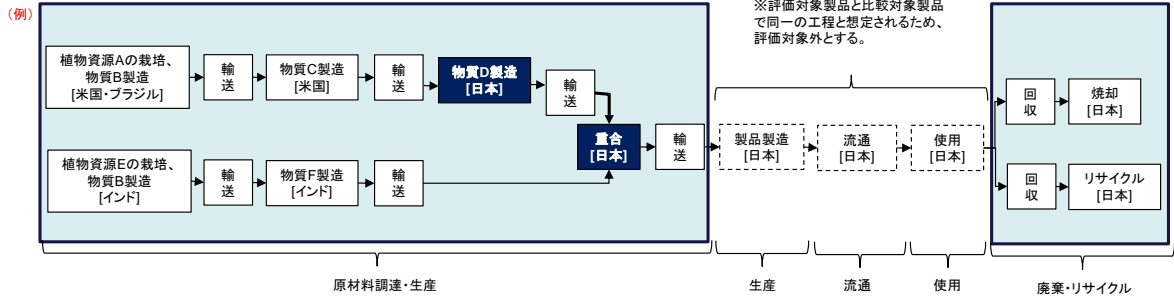 (例)
※評価対象製品と比較対象製品
で同一の工程と想定されるため、
評価対象外とする。
植物資源Aの栽培、
物質B製造
[米国・ブラジル]
輸
送
物質C製造
[米国]
輸
送
物質D製造
[日本]
輸
送
重合
[日本]
輸
送
植物資源Eの栽培、
物質B製造
[インド]
輸
送
物質F製造
[インド]
輸
送
製品製造
[日本]
流通
[日本]
使用
[日本]
回
収
焼却
[日本]
回
収
リサイクル
[日本]
原材料調達・生産
生産
流通
使用
廃棄・リサイクル